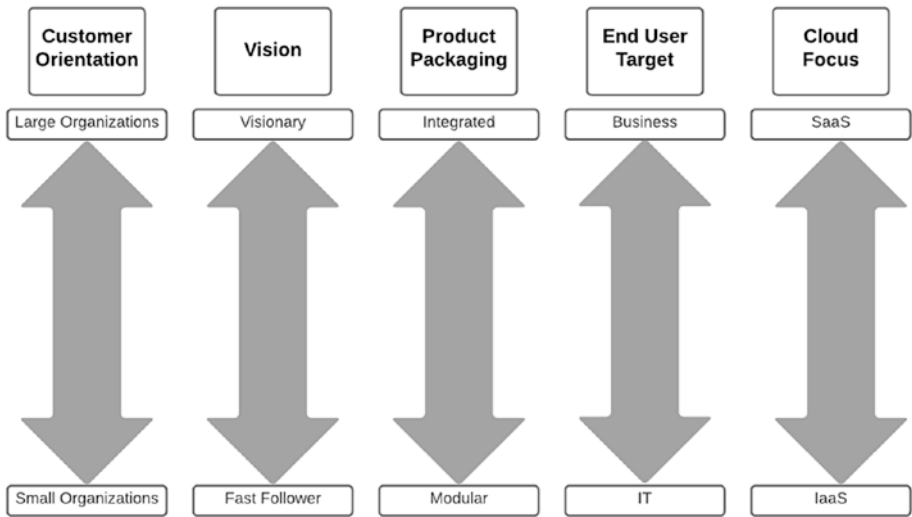 Customer
Orientation
Vision
Product
Packaging
End User
Target
Cloud
Focus
Large Organizations
Visionary
Integrated
Business
SaaS
Small Organizations
Fast Follower
Modular
IT
IaaS